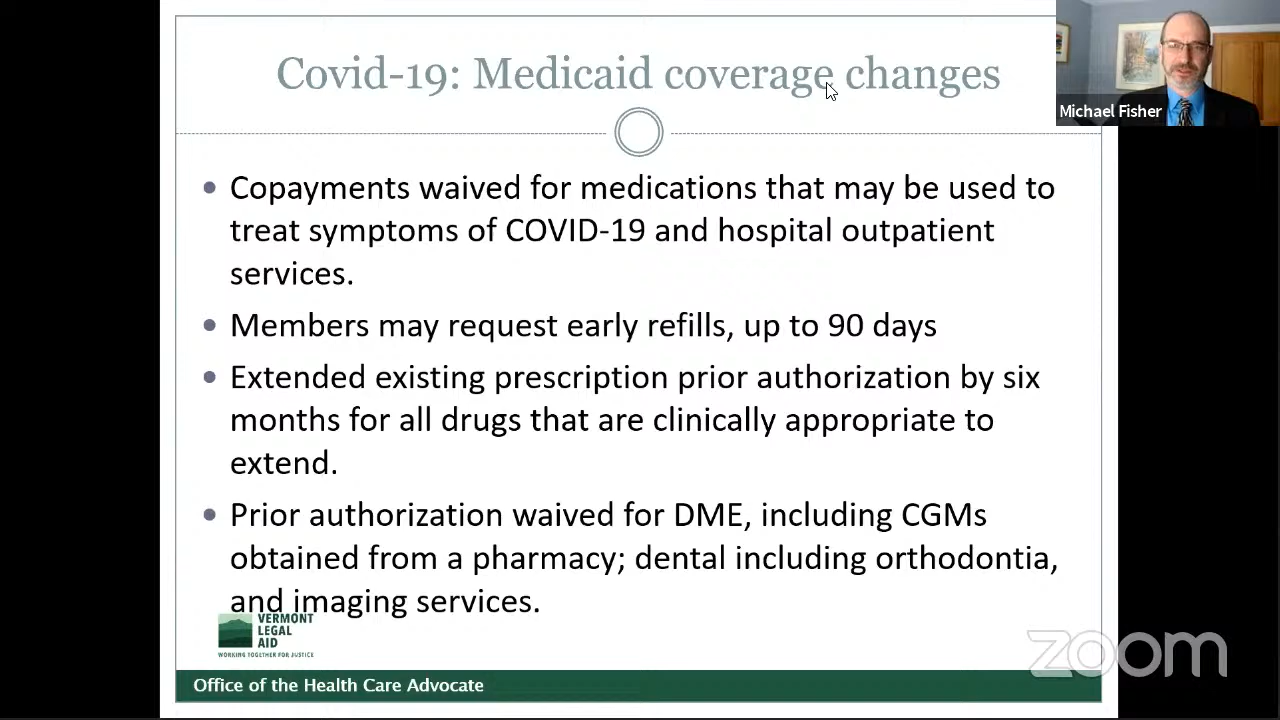 Covid-19: Medicaid coverage changes
Michael Fisher
• Copayments waived for medications that may be used to
treat symptoms of COVID-19 and hospital outpatient
services.
• Members may request early refills, up to 90 days
• Extended existing prescription prior authorization by six
months for all drugs that are clinically appropriate to
extend.
• Prior authorization waived for DME, including CGMs
obtained from a pharmacy; dental including orthodontia,
and imaging services.
VERMONT
LEGAL
AID
WORKING TOGETHER FOR JUSTICE
zoom
Office of the Health Care Advocate